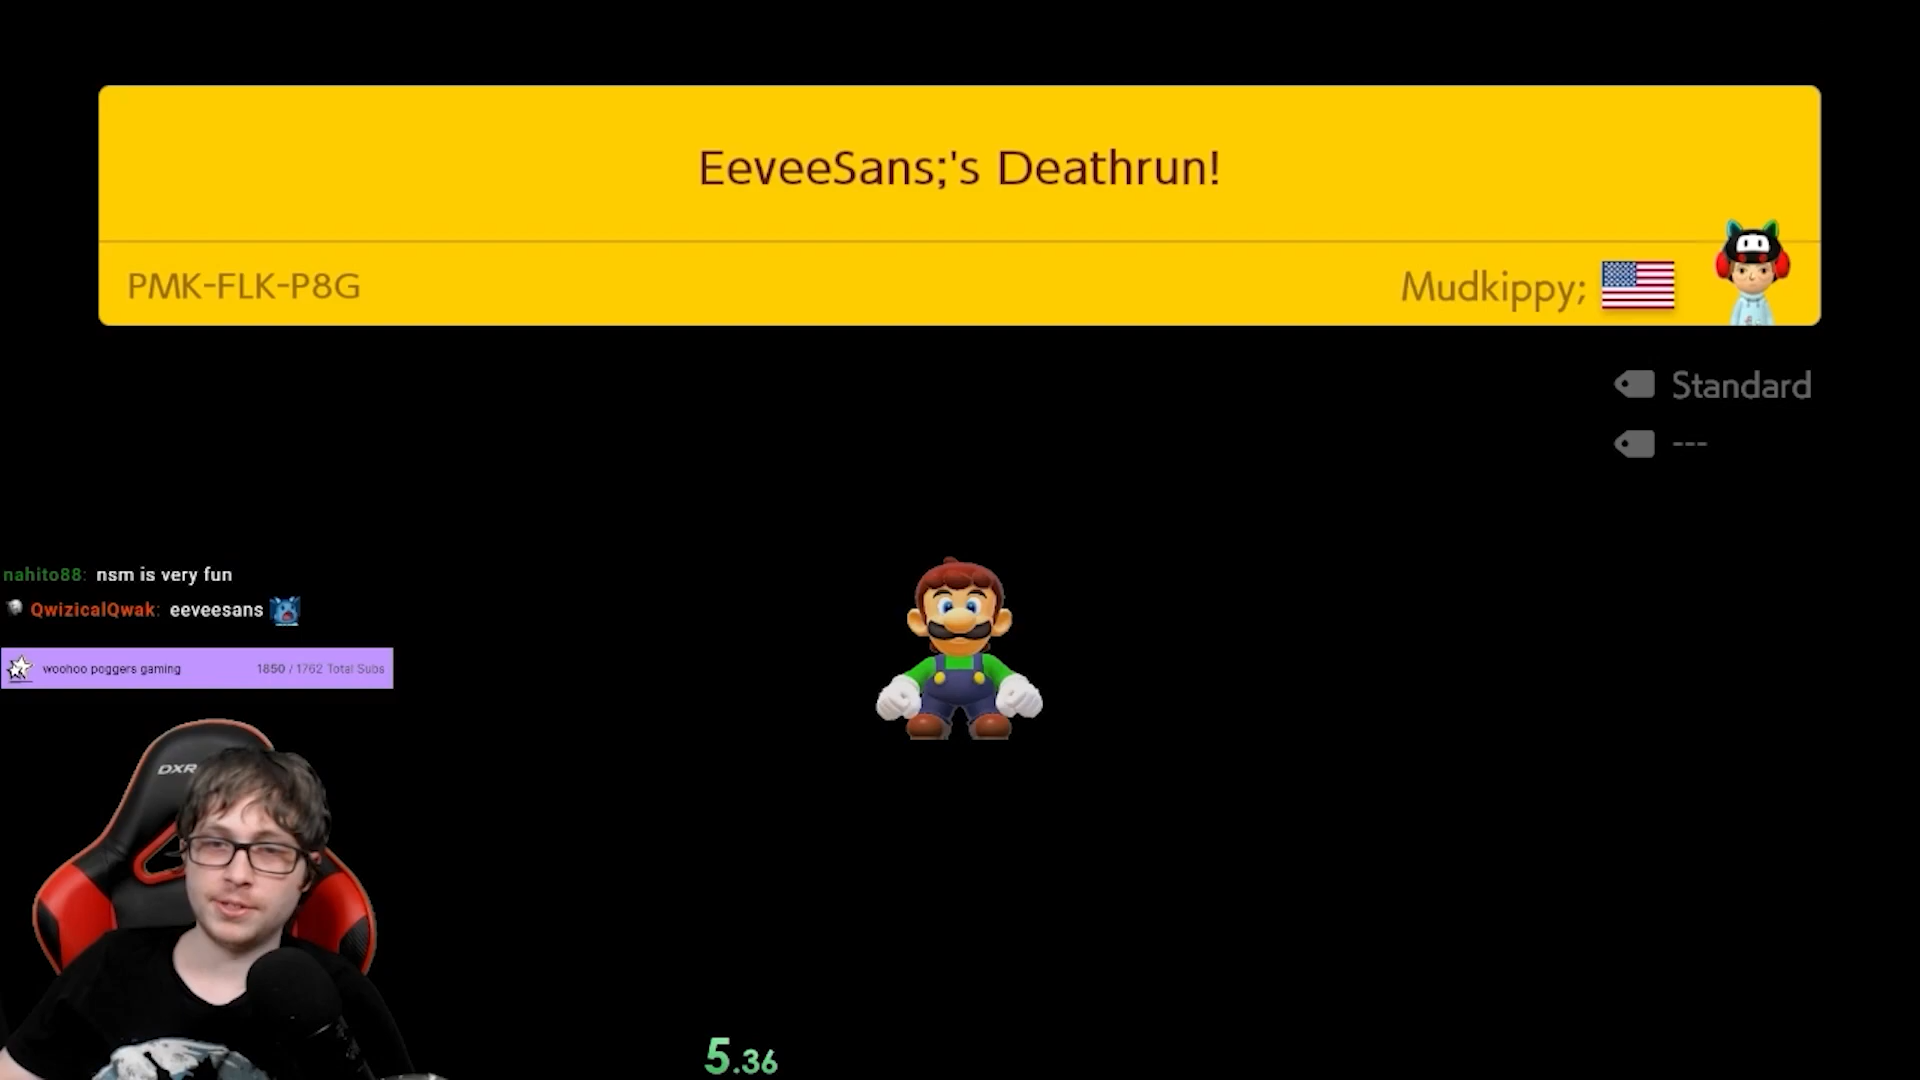 EeveeSans;'s Deathrun!
PMK-FLK-P8G
Mudkippy;
Standard
---
nahito88: nsm is very fun
QwizicalQwak: eeveesans
woohoo poggers gaming 1850 / 1762 Total Subs
DXR
5.36